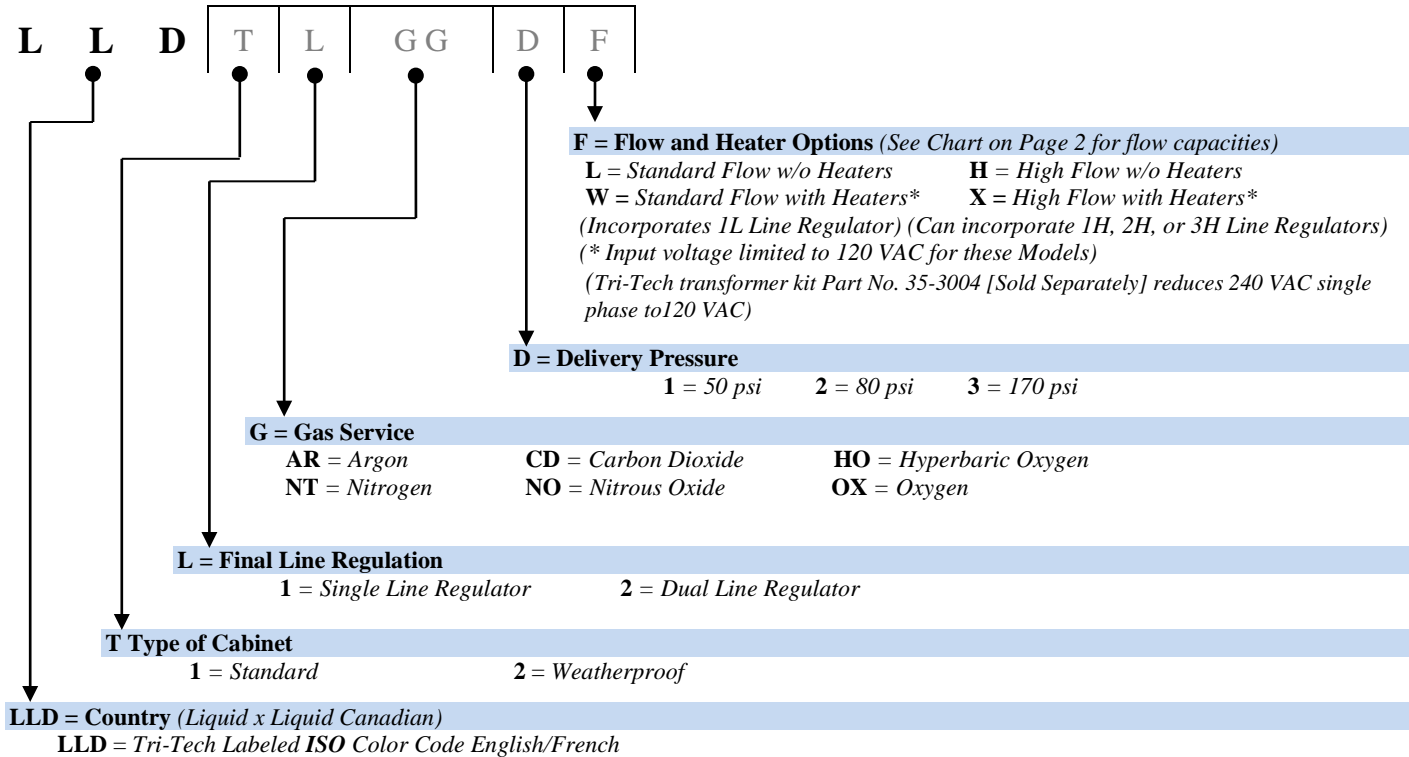 L L D T L GG D F
F = Flow and Heater Options (See Chart on Page 2 for flow capacities)
L = Standard Flow w/o Heaters H = High Flow w/o Heaters
W = Standard Flow with Heaters* X = High Flow with Heaters*
(Incorporates 1L Line Regulator) (Can incorporate 1H, 2H, or 3H Line Regulators)
(* Input voltage limited to 120 VAC for these Models)
(Tri-Tech transformer kit Part No. 35-3004 [Sold Separately] reduces 240 VAC single
phase to120 VAC)
D = Delivery Pressure
1 = 50 psi 2 = 80 psi 3 = 170 psi
G = Gas Service
AR = Argon CD = Carbon Dioxide HO = Hyperbaric Oxygen
NT = Nitrogen NO = Nitrous Oxide OX = Oxygen
L = Final Line Regulation
1 = Single Line Regulator 2 = Dual Line Regulator
T Type of Cabinet
1 = Standard 2 = Weatherproof
LLD = Country (Liquid x Liquid Canadian)
LLD = Tri-Tech Labeled ISO Color Code English/French